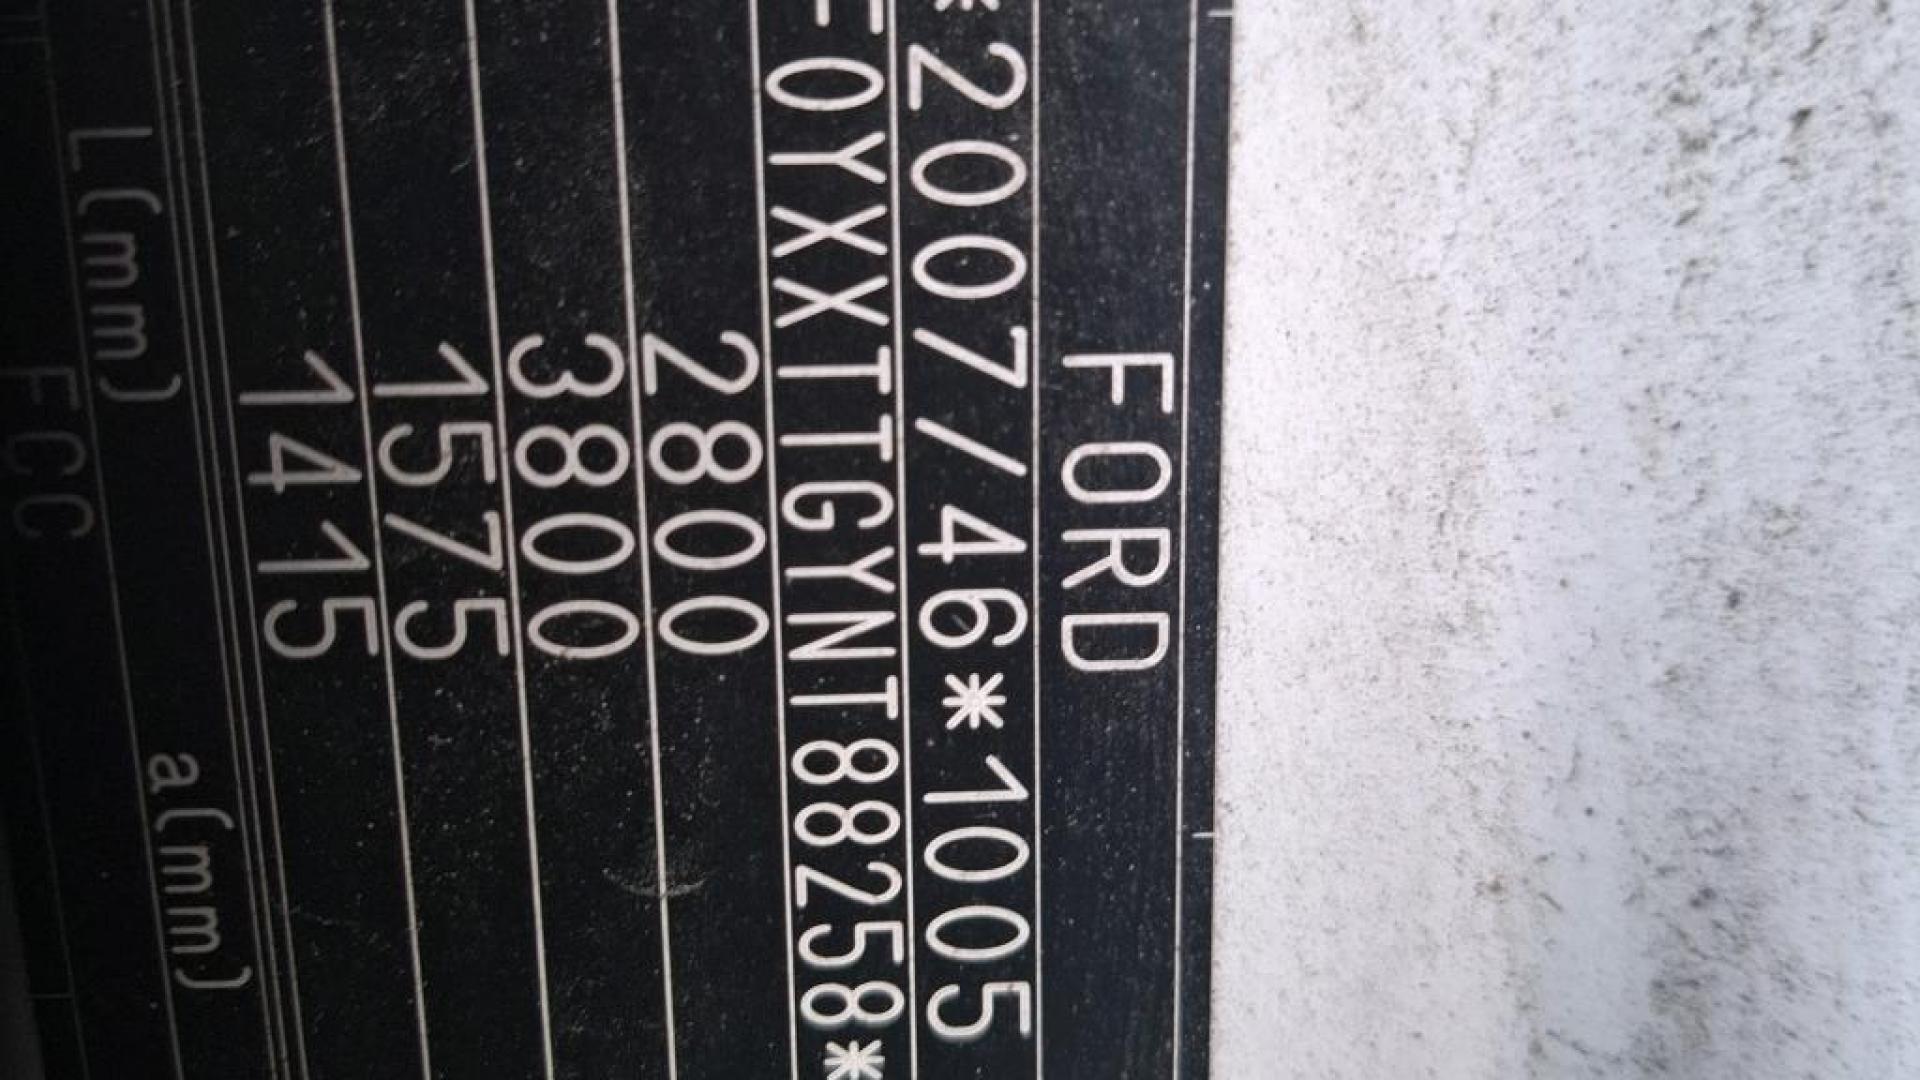 FORD
*2007/46*1005
F0YXXTTGYNT88258*
2800
3800
1575
1415
L(mm) a(mm)
FCC